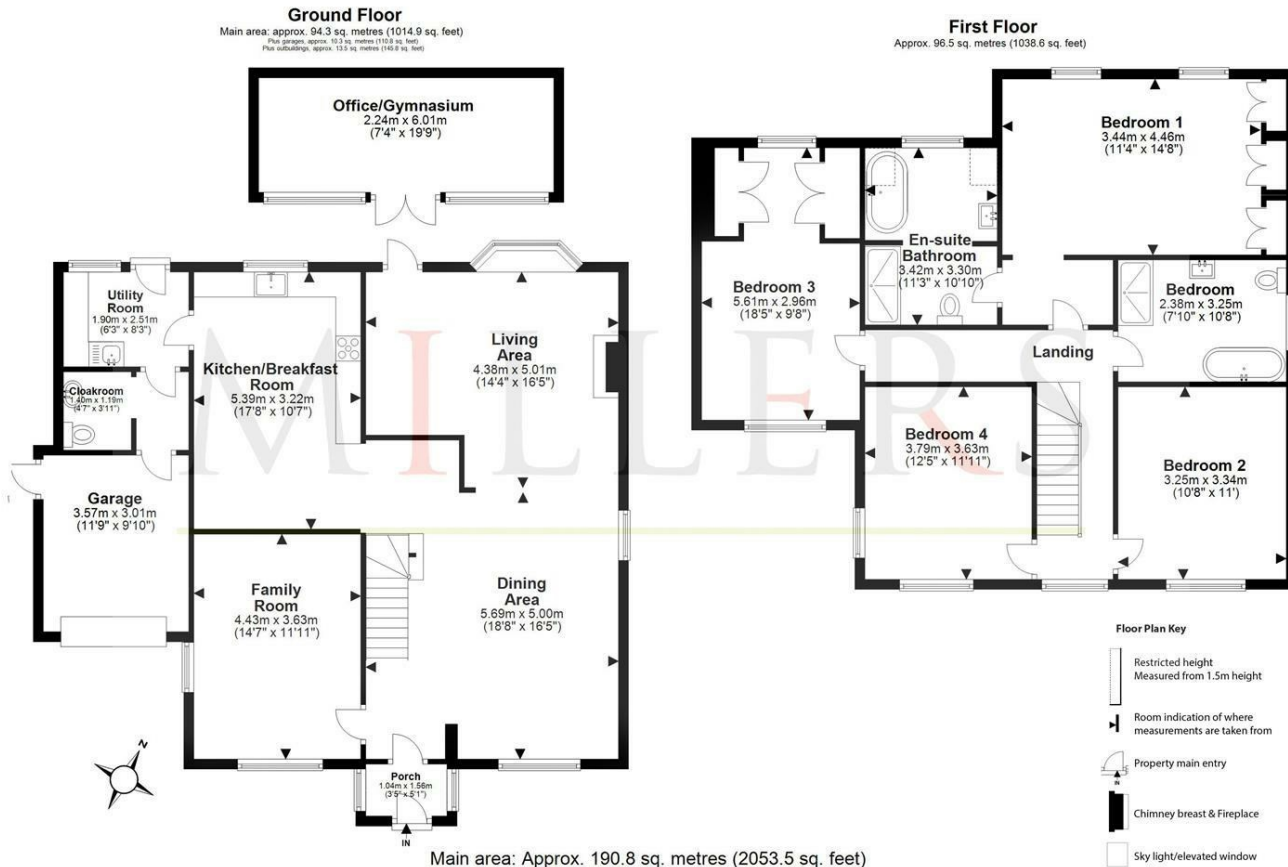 Ground Floor
Main area: approx. 94.3 sq. metres (1014.9 sq. feet)
Plus garages, approx. 10.3 sq. metres (110.8 sq. feet)
Plus outbuildings, approx. 13.5 sq. metres (145.8 sq. feet)
Office/Gymnasium
2.24m x 6.01m
(7'4" x 19'9")
Utility
Room
1.90m x 2.51m
(6'3" x 8'3")
Cloakroom
1.40m x 1.19m
(4'7" x 3'11")
Kitchen/Breakfast
Room
5.39m x 3.22m
(17'8" x 10'7")
Living
Area
4.38m x 5.01m
(14'4" x 16'5")
Garage
3.57m x 3.01m
(11'9" x 9'10")
Family
Room
4.43m x 3.63m
(14'7" x 11'11")
Dining
Area
5.69m x 5.00m
(18'8" x 16'5")
Porch
1.04m x 1.56m
(3'5" x 5'1")
IN
N
First Floor
Approx. 96.5 sq. metres (1038.6 sq. feet)
Bedroom 1
3.44m x 4.46m
(11'4" x 14'8")
En-suite
Bathroom
3.42m x 3.30m
(11'3" x 10'10")
Bedroom 3
5.61m x 2.96m
(18'5" x 9'8")
Bedroom
2.38m x 3.25m
(7'10" x 10'8")
Landing
Bedroom 4
3.79m x 3.63m
(12'5" x 11'11")
Bedroom 2
3.25m x 3.34m
(10'8" x 11')
MILLERS
Floor Plan Key
Restricted height
Measured from 1.5m height
Room indication of where
measurements are taken from
Property main entry
IN
Chimney breast & Fireplace
Sky light/elevated window
Main area: Approx. 190.8 sq. metres (2053.5 sq. feet)